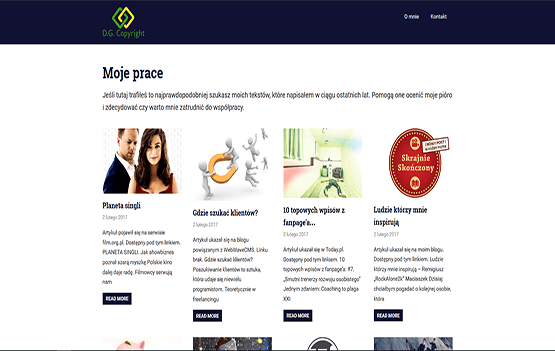 D.G. Copyright
O mnie Kontakt
Moje prace
Jeśli tutaj trafiłeś to najprawdopodobniej szukasz moich tekstów, które napisałem w ciągu ostatnich lat. Pomogą one ocenić moje pióro
i zdecydować czy warto mnie zatrudnić do współpracy.
Planeta singli
2 lutego 2017
Artykuł pojawił się na serwisie
film.org.pl. Dostępny pod tym linkiem.
PLANETA SINGLI. Jak showbiznes
poznał szarą myszkę Polskie kino
dalej daje radę. Filmowcy serwują
nam
READ MORE
Gdzie szukać klientów?
2 lutego 2017
Artykuł ukazał się na blogu
powiązanym z WebWaveCMS. Linku
brak. Gdzie szukać klientów?
Poszukiwanie klientów to sztuka,
która udaje się niewielu
programistom. Teoretycznie w
freelancingu
READ MORE
10 topowych wpisów z
fanpage'a…
2 lutego 2017
Artykuł ukazał się w Today.pl.
Dostępny pod tym linkiem. 10
topowych wpisów z fanpage'a: #7.
„Smutni trenerzy rozwoju osobistego”
Jednym zdaniem: Coaching to plaga
XXI
READ MORE
Skrajnie
Skończony
Ludzie którzy mnie
inspirują
2 lutego 2017
Artykuł ukazał się na moim blogu.
Dostępny pod tym linkiem. Ludzie
którzy mnie inspirują – Remigiusz
„RockAlone2k” Maciaszek Dzisiaj
chciałbym pogadać o kolejnej osobie,
która
READ MORE